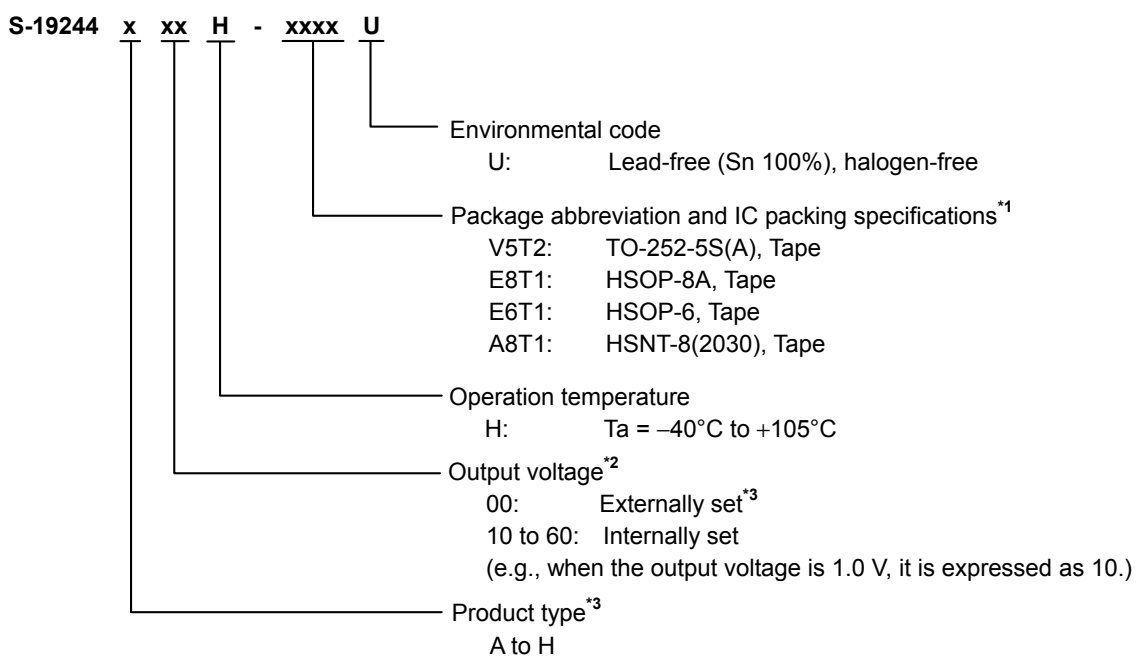 S-19244 x xx H - xxxx U
Environmental code
U: Lead-free (Sn 100%), halogen-free
Package abbreviation and IC packing specifications*1
V5T2: TO-252-5S(A), Tape
E8T1: HSOP-8A, Tape
E6T1: HSOP-6, Tape
A8T1: HSNT-8(2030), Tape
Operation temperature
H: Ta = −40°C to +105°C
Output voltage*2
00: Externally set*3
10 to 60: Internally set
(e.g., when the output voltage is 1.0 V, it is expressed as 10.)
Product type*3
A to H